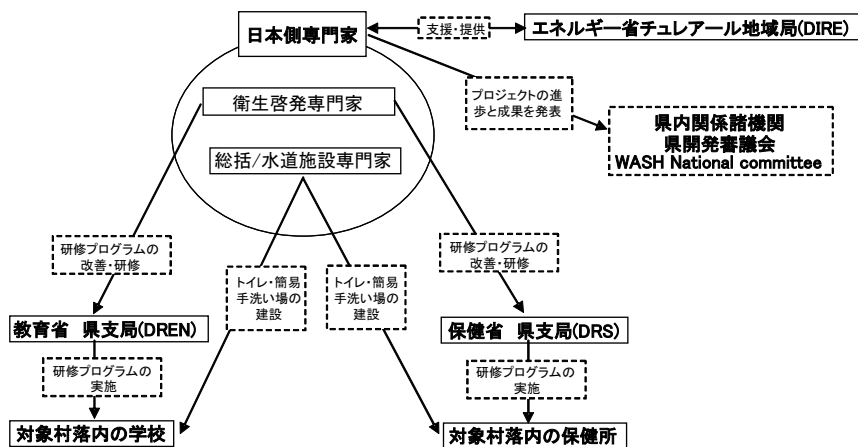 日本側専門家
支援・提供
エネルギー省チュレアール地域局(DIRE)
衛生啓発専門家
プロジェクトの進
歩と成果を発表
県内関係諸機関
県開発審議会
WASH National committee
総括/水道施設専門家
研修プログラムの
改善・研修
トイレ・簡易
手洗い場の
建設
トイレ・簡易
手洗い場の
建設
研修プログラムの
改善・研修
教育省 県支局(DREN)
保健省 県支局(DRS)
研修プログラムの
実施
研修プログラムの
実施
対象村落内の学校
対象村落内の保健所